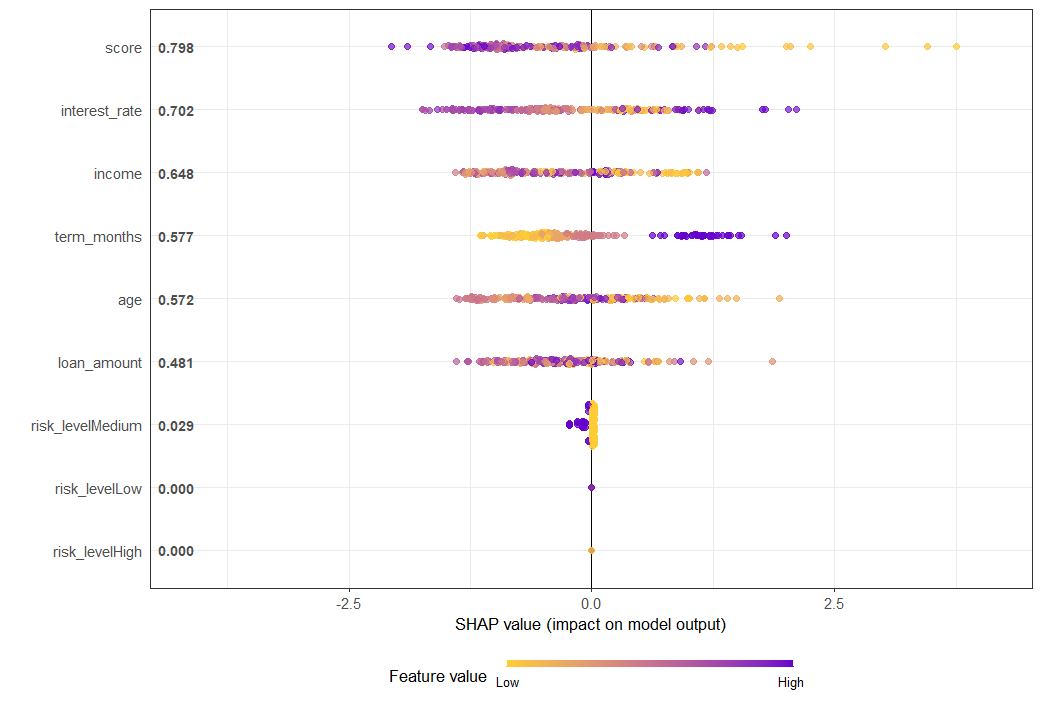 score 0.798
interest_rate 0.702
income 0.648
term_months 0.577
age 0.572
loan_amount 0.481
risk_levelMedium 0.029
risk_levelLow 0.000
risk_levelHigh 0.000
-2.5 0.0 2.5
SHAP value (impact on model output)
Feature value
Low High